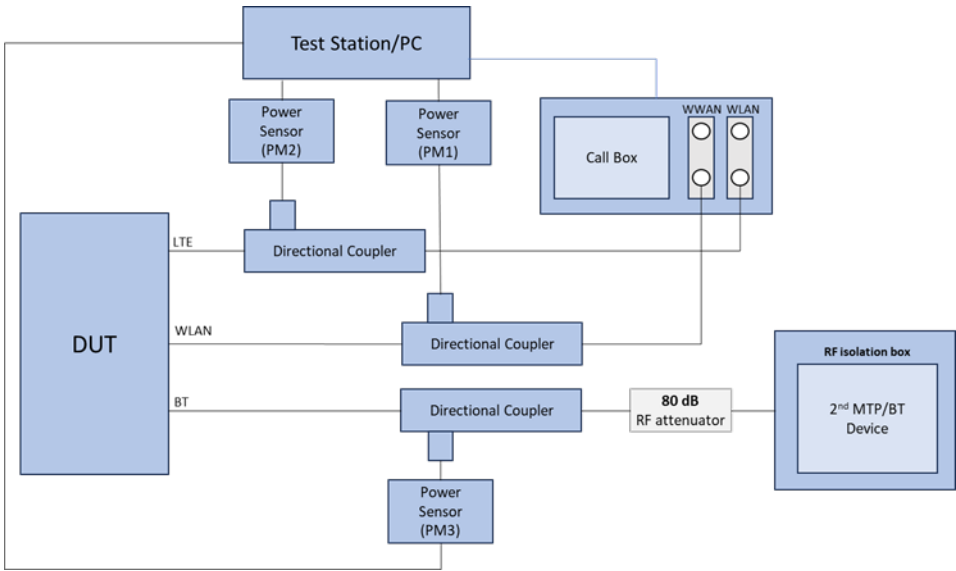 Test Station/PC
Power
Sensor
(PM2)
Power
Sensor
(PM1)
WWAN
WLAN
Call Box
LTE
Directional Coupler
WLAN
DUT
Directional Coupler
BT
Directional Coupler
80 dB
RF attenuator
RF isolation box
2nd MTP/BT
Device
Power
Sensor
(PM3)